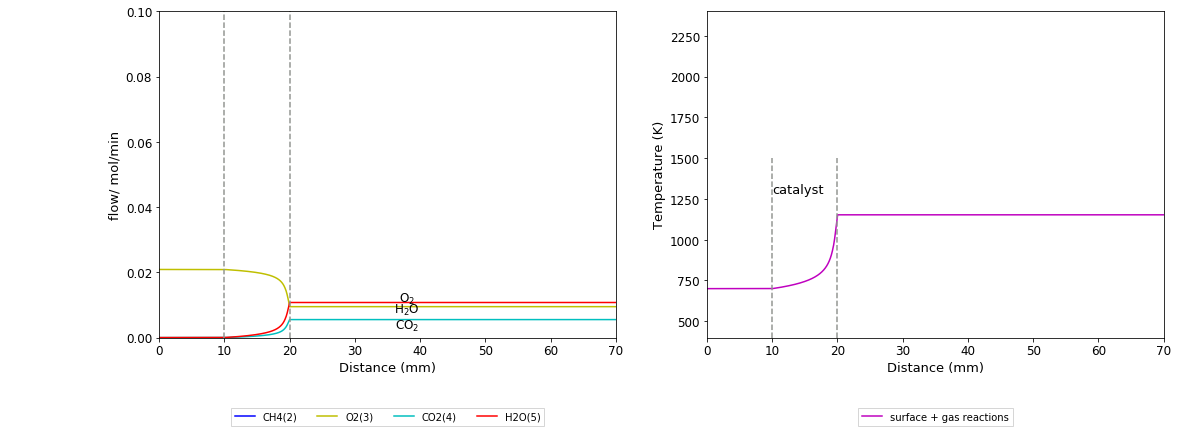 0.10
0.08
0.06
0.04
0.02
0.00
flow/ mol/min
O₂
H₂O
CO₂
0 10 20 30 40 50 60 70
Distance (mm)
CH4(2) O2(3) CO2(4) H2O(5)
2250
2000
1750
1500
1250
1000
750
500
Temperature (K)
catalyst
0 10 20 30 40 50 60 70
Distance (mm)
surface + gas reactions